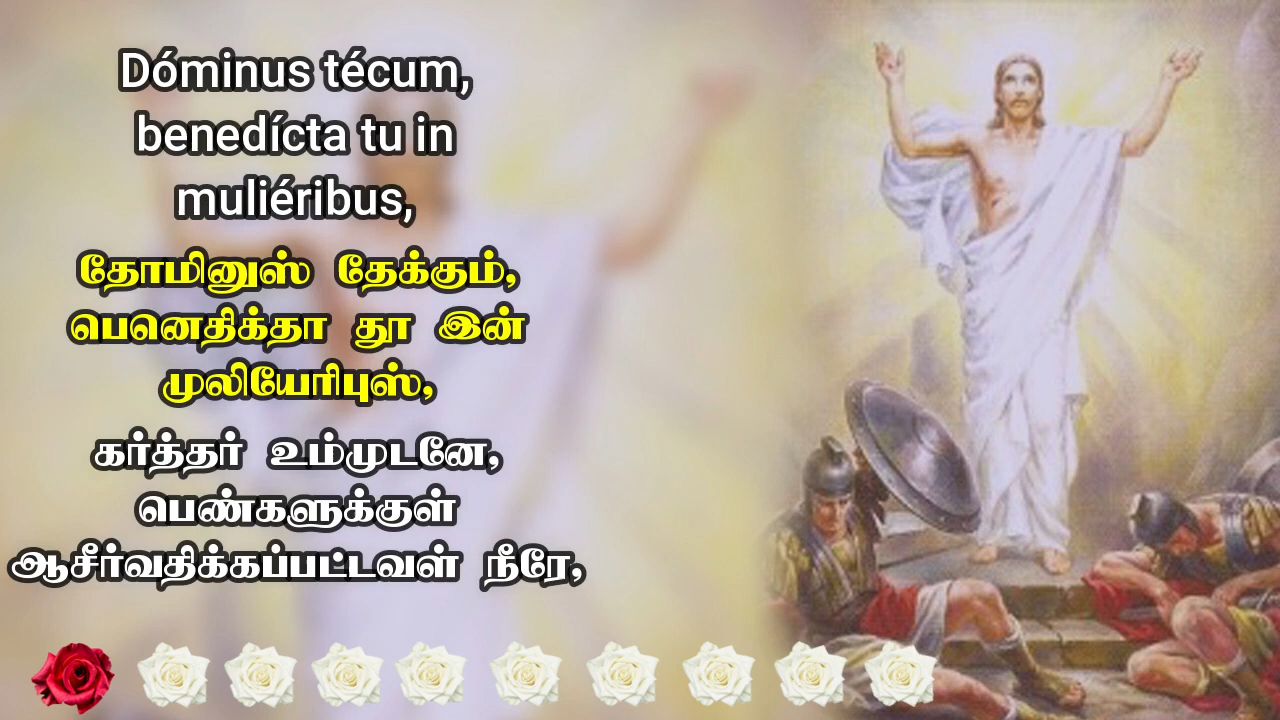 Dóminus técum,
benedícta tu in
muliéribus,
தோமினுஸ் தேக்கும்,
பெனெதிக்தா தூ இன்
முலியேரிபுஸ்,
கர்த்தர் உம்முடனே,
பெண்களுக்குள்
ஆசீர்வதிக்கப்பட்டவள் நீரே,